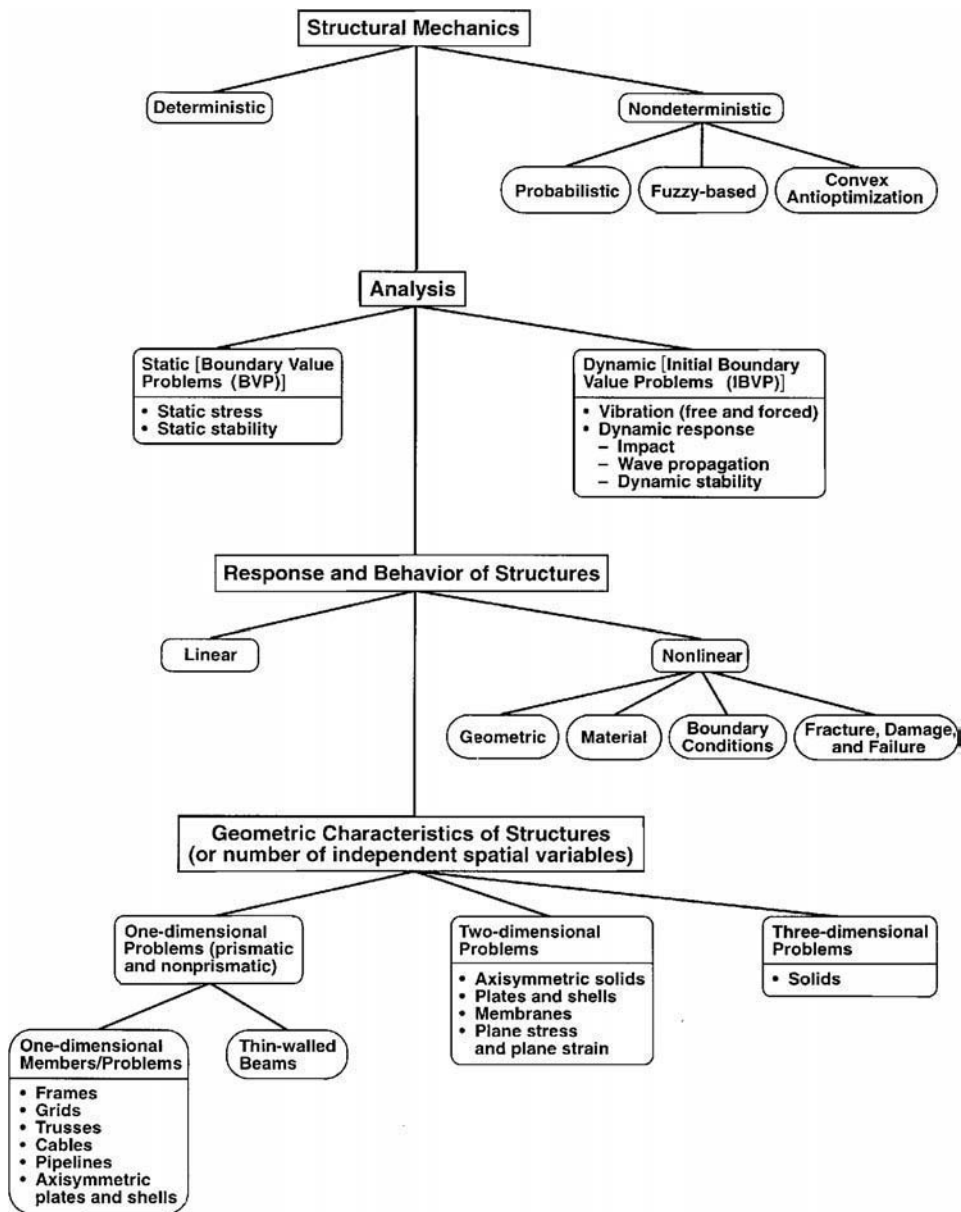 Structural Mechanics
Deterministic
Nondeterministic
Probabilistic
Fuzzy-based
Convex
Antioptimization
Analysis
Static [Boundary Value
Problems (BVP)]
• Static stress
• Static stability
Dynamic [Initial Boundary
Value Problems (IBVP)]
• Vibration (free and forced)
• Dynamic response
– Impact
– Wave propagation
– Dynamic stability
Response and Behavior of Structures
Linear
Nonlinear
Geometric
Material
Boundary
Conditions
Fracture, Damage,
and Failure
Geometric Characteristics of Structures
(or number of independent spatial variables)
One-dimensional
Problems (prismatic
and nonprismatic)
One-dimensional
Members/Problems
• Frames
• Grids
• Trusses
• Cables
• Pipelines
• Axisymmetric
plates and shells
Thin-walled
Beams
Two-dimensional
Problems
• Axisymmetric solids
• Plates and shells
• Membranes
• Plane stress
and plane strain
Three-dimensional
Problems
• Solids